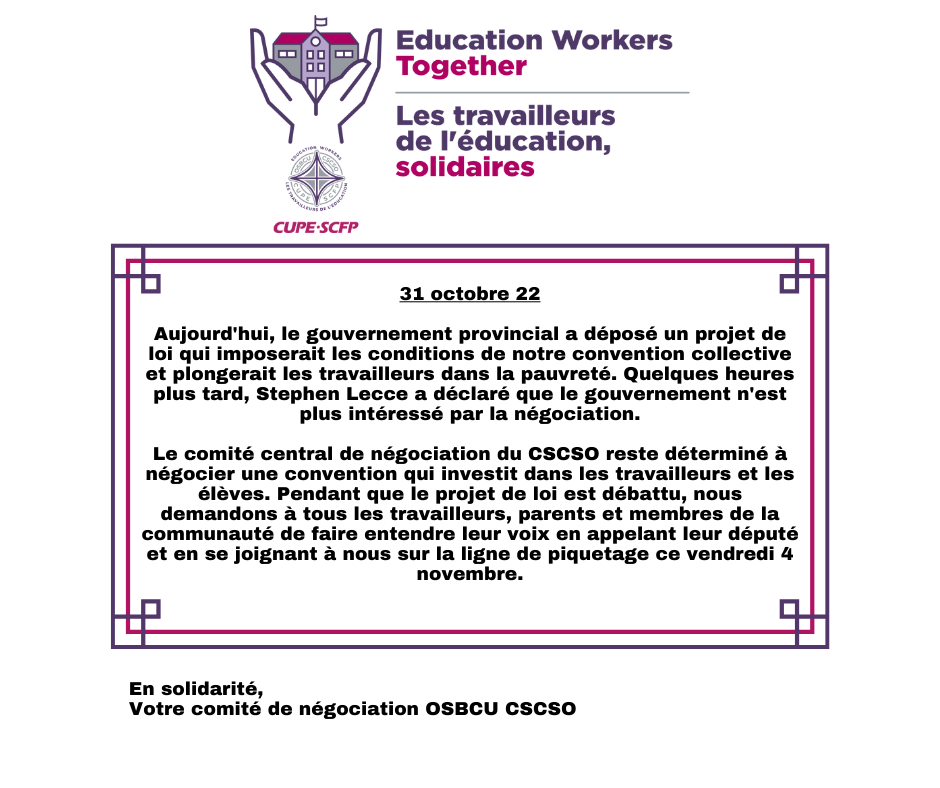 Education Workers
Together
Les travailleurs
de l'éducation,
solidaires
EDUCATION WORKERS
OSBCU CSCSO
CUPE SCFP
LES TRAVAILLEURS DE L'ÉDUCATION
CUPE·SCFP
31 octobre 22
Aujourd'hui, le gouvernement provincial a déposé un projet de
loi qui imposerait les conditions de notre convention collective
et plongerait les travailleurs dans la pauvreté. Quelques heures
plus tard, Stephen Lecce a déclaré que le gouvernement n'est
plus intéressé par la négociation.
Le comité central de négociation du CSCSO reste déterminé à
négocier une convention qui investit dans les travailleurs et les
élèves. Pendant que le projet de loi est débattu, nous
demandons à tous les travailleurs, parents et membres de la
communauté de faire entendre leur voix en appelant leur député
et en se joignant à nous sur la ligne de piquetage ce vendredi 4
novembre.
En solidarité,
Votre comité de négociation OSBCU CSCSO